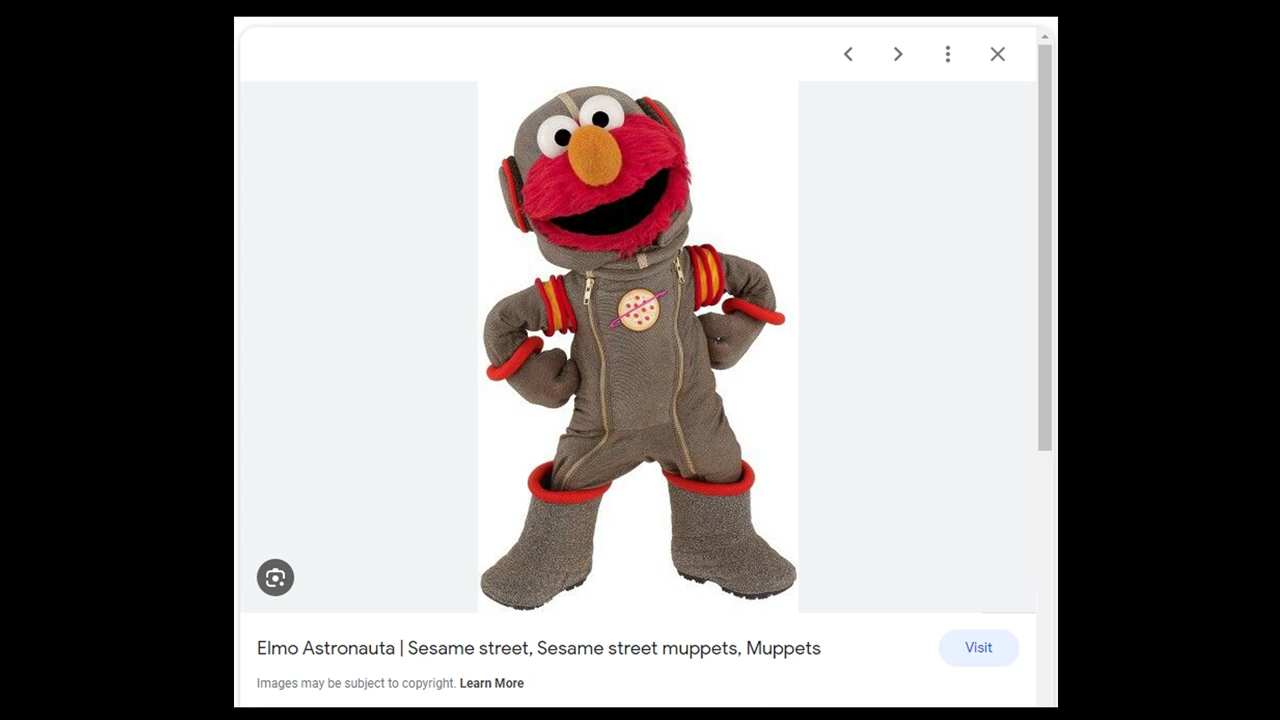 Elmo Astronauta | Sesame street, Sesame street muppets, Muppets
Visit
Images may be subject to copyright. Learn More